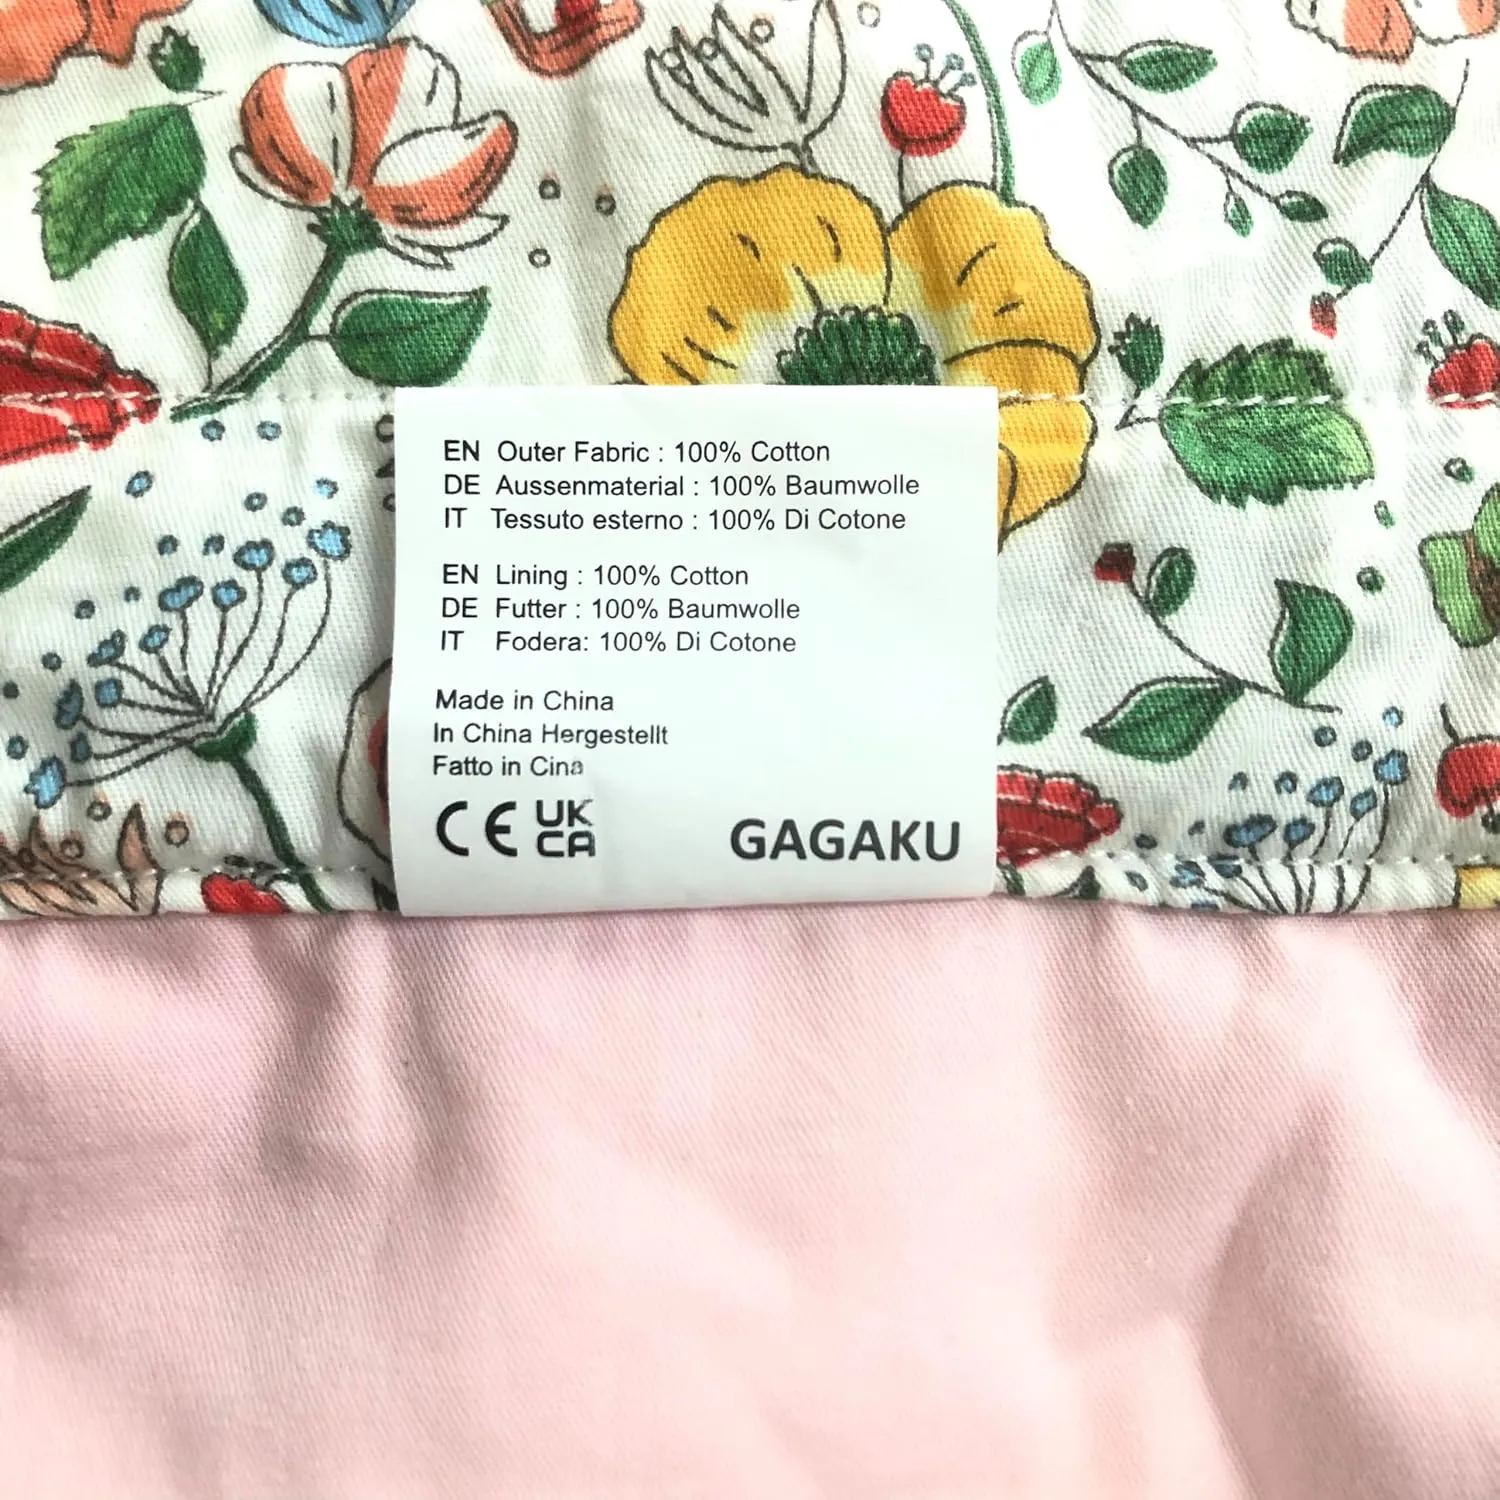 EN Outer Fabric : 100% Cotton
DE Aussenmaterial : 100% Baumwolle
IT Tessuto esterno : 100% Di Cotone
EN Lining : 100% Cotton
DE Futter : 100% Baumwolle
IT Fodera: 100% Di Cotone
Made in China
In China Hergestellt
Fatto in Cina
CE UK CA GAGAKU